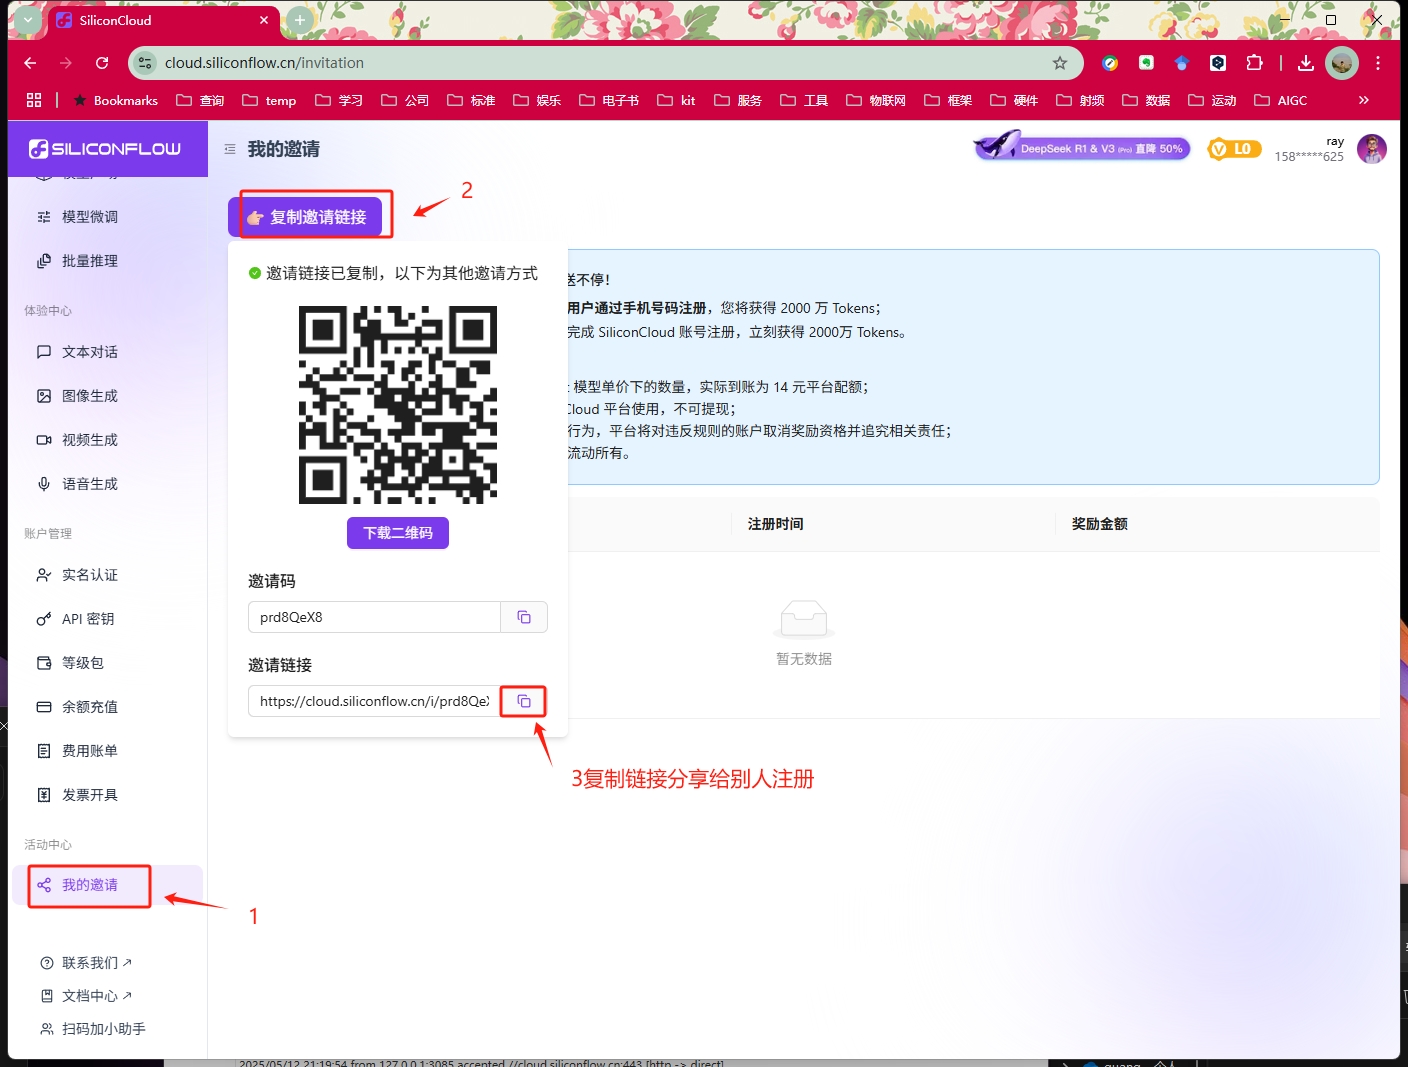 SiliconCloud
cloud.siliconflow.cn/invitation
Bookmarks 查询 temp 学习 公司 标准 娱乐 电子书 kit 服务 工具 物联网 框架 硬件 射频 数据 运动 AIGC
SILICONFLOW
我的邀请
DeepSeek R1 & V3 (Pro) 直降 50%
L0
ray
158*****625
模型微调
批量推理
体验中心
文本对话
图像生成
视频生成
语音生成
账户管理
实名认证
API 密钥
等级包
余额充值
费用账单
发票开具
活动中心
我的邀请
1
联系我们
文档中心
扫码加小助手
👉 复制邀请链接
2
邀请链接已复制，以下为其他邀请方式
下载二维码
邀请码
prd8QeX8
邀请链接
https://cloud.siliconflow.cn/i/prd8Qe
3复制链接分享给别人注册
送不停！
用户通过手机号码注册，您将获得 2000 万 Tokens；
完成 SiliconCloud 账号注册，立刻获得 2000万 Tokens。
模型单价下的数量，实际到账为 14 元平台配额；
Cloud 平台使用，不可提现；
行为，平台将对违反规则的账户取消奖励资格并追究相关责任；
流动所有。
注册时间
奖励金额
暂无数据
2025/05/12 21:19:54 from 127.0.0.1:3085 accepted //cloud.siliconflow.cn:443 [http -> direct]